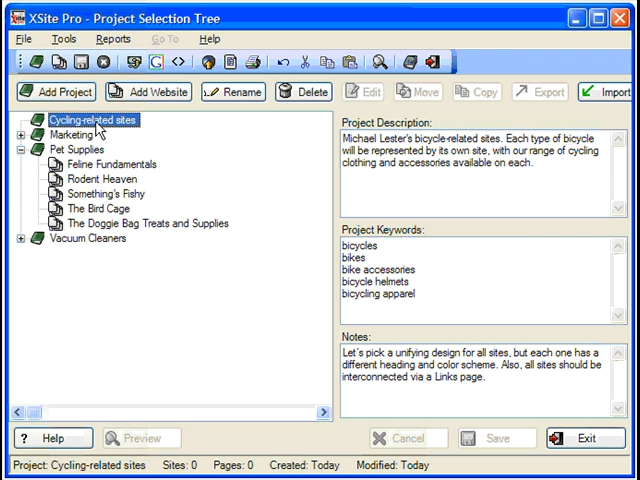 XSite Pro - Project Selection Tree
File Tools Reports Go To Help
Add Project Add Website Rename Delete Edit Move Copy Export Import
Cycling-related sites
Marketing
Pet Supplies
Feline Fundamentals
Rodent Heaven
Something's Fishy
The Bird Cage
The Doggie Bag Treats and Supplies
Vacuum Cleaners
Project Description:
Michael Lester's bicycle-related sites. Each type of bicycle
will be represented by its own site, with our range of cycling
clothing and accessories available on each.
Project Keywords:
bicycles
bikes
bike accessories
bicycle helmets
bicycling apparel
Notes:
Let's pick a unifying design for all sites, but each one has a
different heading and color scheme. Also, all sites should be
interconnected via a Links page.
? Help Preview Cancel Save Exit
Project: Cycling-related sites Sites: 0 Pages: 0 Created: Today Modified: Today